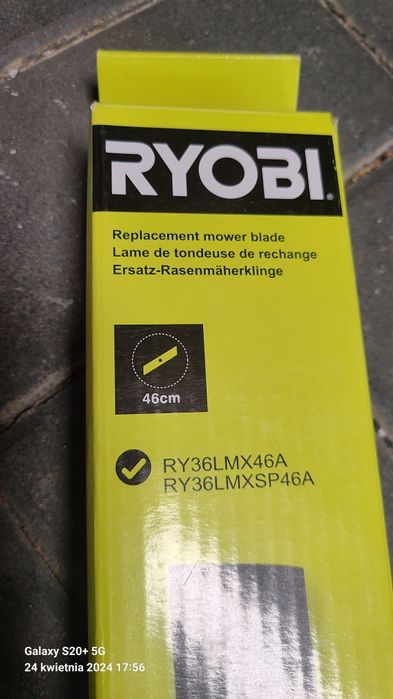 RYOBI®
Replacement mower blade
Lame de tondeuse de rechange
Ersatz-Rasenmäherklinge
46cm
RY36LMX46A
RY36LMXSP46A
Galaxy S20+ 5G
24 kwietnia 2024 17:56